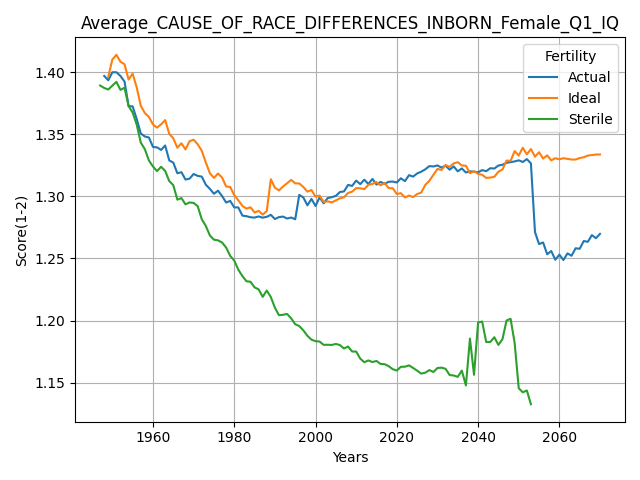 Average_CAUSE_OF_RACE_DIFFERENCES_INBORN_Female_Q1_IQ
Fertility
Actual
Ideal
Sterile
Score(1-2)
1.40
1.35
1.30
1.25
1.20
1.15
1960
1980
2000
2020
2040
2060
Years